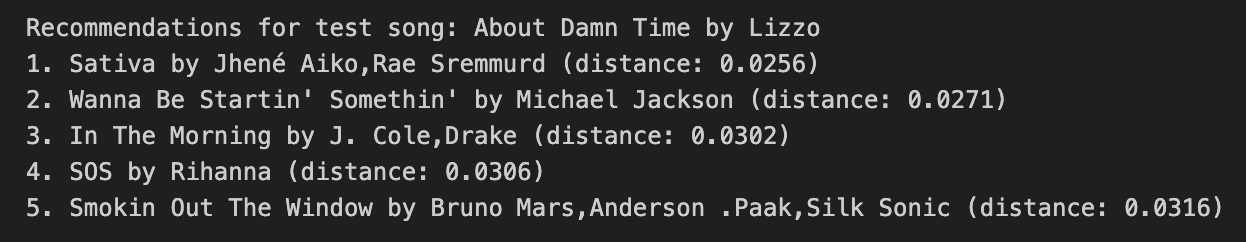 Recommendations for test song: About Damn Time by Lizzo
1. Sativa by Jhené Aiko,Rae Sremmurd (distance: 0.0256)
2. Wanna Be Startin' Somethin' by Michael Jackson (distance: 0.0271)
3. In The Morning by J. Cole,Drake (distance: 0.0302)
4. SOS by Rihanna (distance: 0.0306)
5. Smokin Out The Window by Bruno Mars,Anderson .Paak,Silk Sonic (distance: 0.0316)